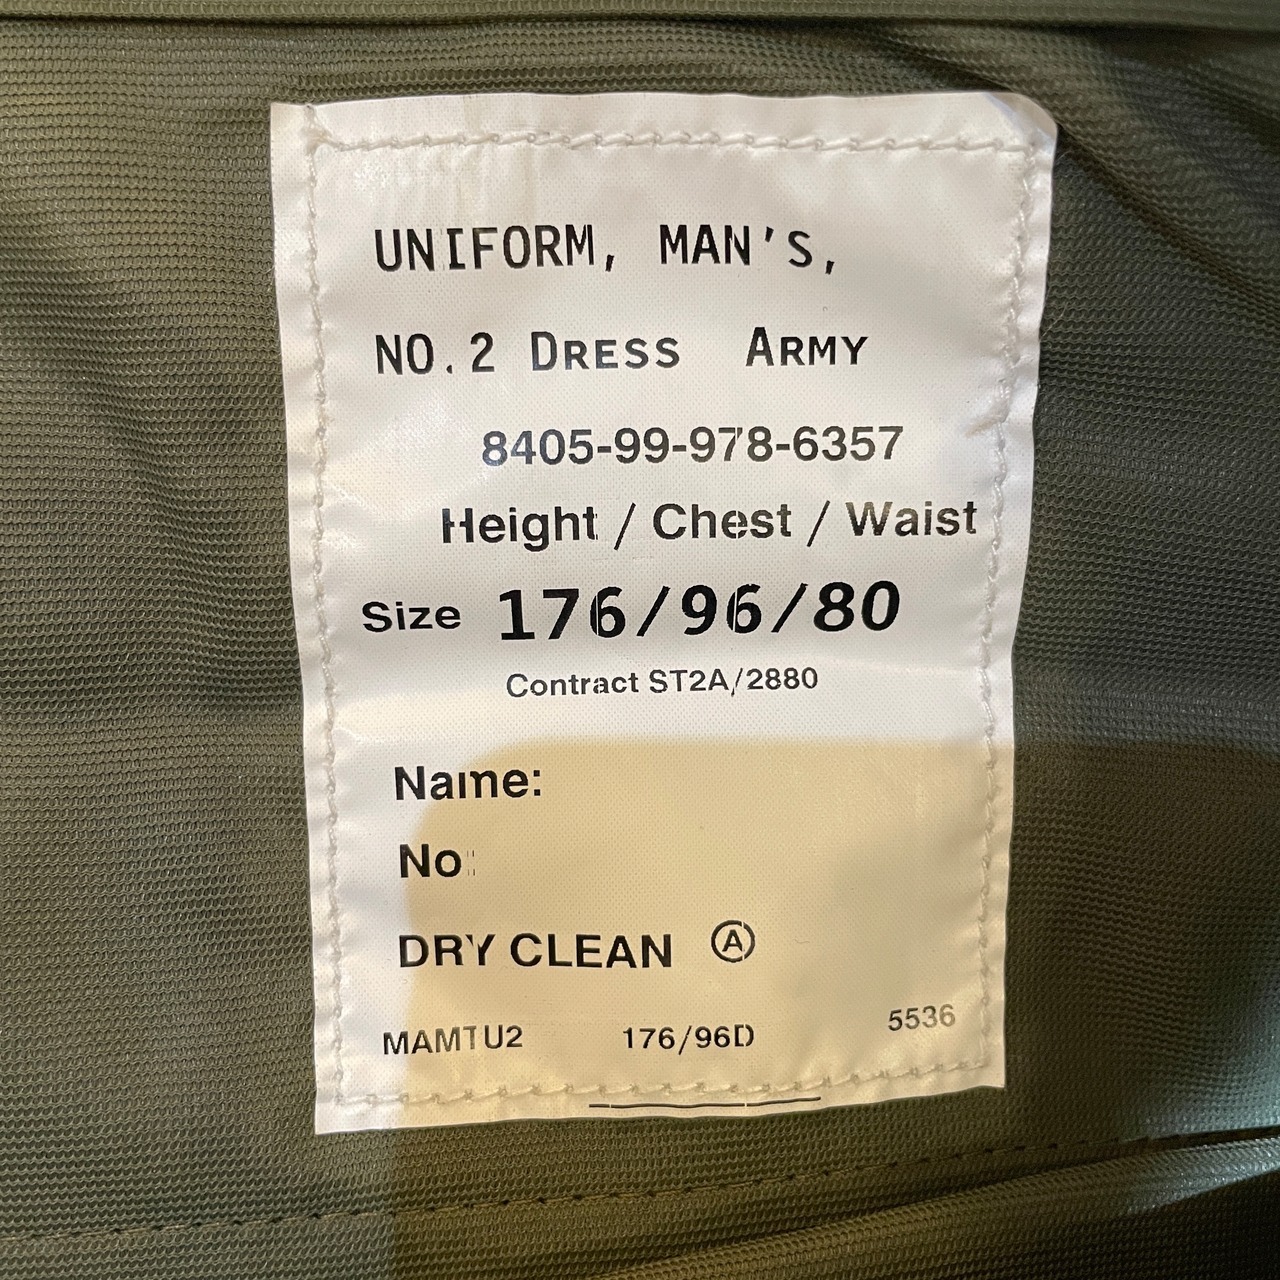 UNIFORM, MAN'S,
NO.2 DRESS ARMY
8405-99-978-6357
Height / Chest / Waist
Size 176/96/80
Contract ST2A/2880
Name:
No:
DRY CLEAN Ⓐ
MAMTU2 176/96D 5536